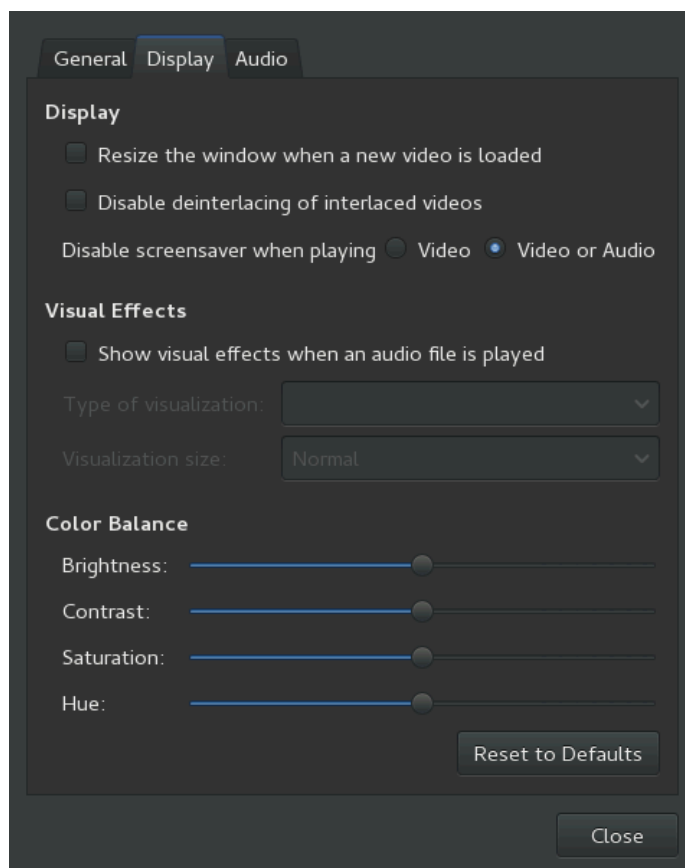 General Display Audio
Display
Resize the window when a new video is loaded
Disable deinterlacing of interlaced videos
Disable screensaver when playing Video Video or Audio
Visual Effects
Show visual effects when an audio file is played
Type of visualization:
Visualization size: Normal
Color Balance
Brightness:
Contrast:
Saturation:
Hue:
Reset to Defaults
Close